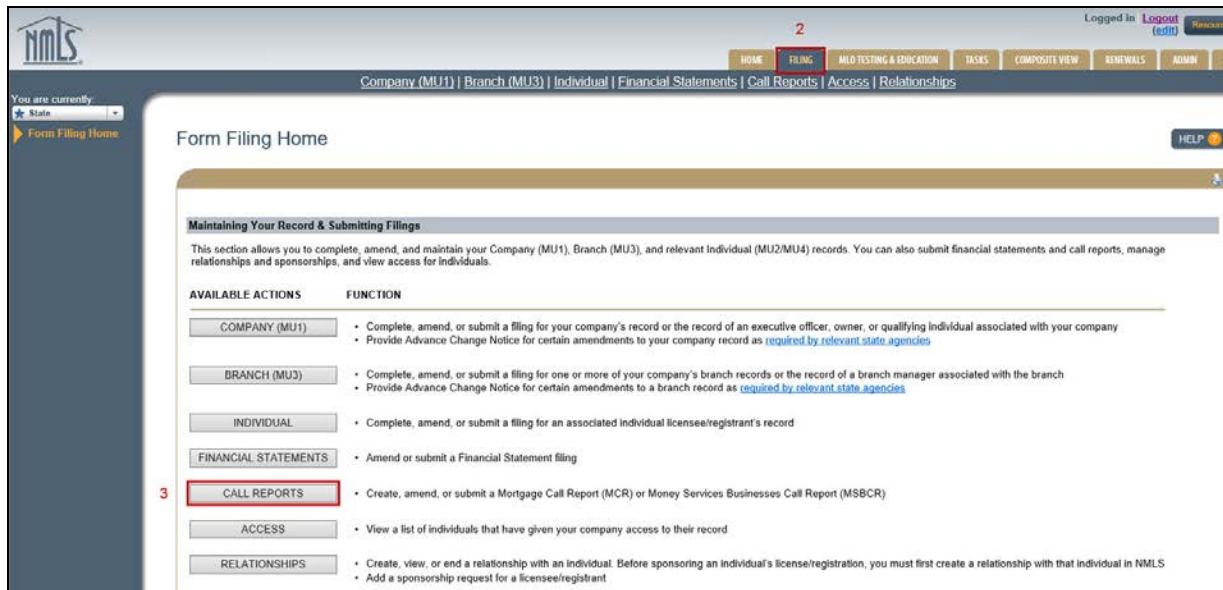 NMLS
Logged in Logout
(edit)
2
HOME FILING MLO TESTING & EDUCATION TASKS COMPOSITE VIEW RENEWALS ADMIN
Company (MU1) | Branch (MU3) | Individual | Financial Statements | Call Reports | Access | Relationships
You are currently:
State
Form Filing Home
Form Filing Home
HELP ?
Maintaining Your Record & Submitting Filings
This section allows you to complete, amend, and maintain your Company (MU1), Branch (MU3), and relevant Individual (MU2/MU4) records. You can also submit financial statements and call reports, manage
relationships and sponsorships, and view access for individuals.
AVAILABLE ACTIONS FUNCTION
COMPANY (MU1) • Complete, amend, or submit a filing for your company's record or the record of an executive officer, owner, or qualifying individual associated with your company
• Provide Advance Change Notice for certain amendments to your company record as required by relevant state agencies
BRANCH (MU3) • Complete, amend, or submit a filing for one or more of your company's branch records or the record of a branch manager associated with the branch
• Provide Advance Change Notice for certain amendments to a branch record as required by relevant state agencies
INDIVIDUAL • Complete, amend, or submit a filing for an associated individual licensee/registrant's record
FINANCIAL STATEMENTS • Amend or submit a Financial Statement filing
3 CALL REPORTS • Create, amend, or submit a Mortgage Call Report (MCR) or Money Services Businesses Call Report (MSBCR)
ACCESS • View a list of individuals that have given your company access to their record
RELATIONSHIPS • Create, view, or end a relationship with an individual. Before sponsoring an individual's license/registration, you must first create a relationship with that individual in NMLS
• Add a sponsorship request for a licensee/registrant